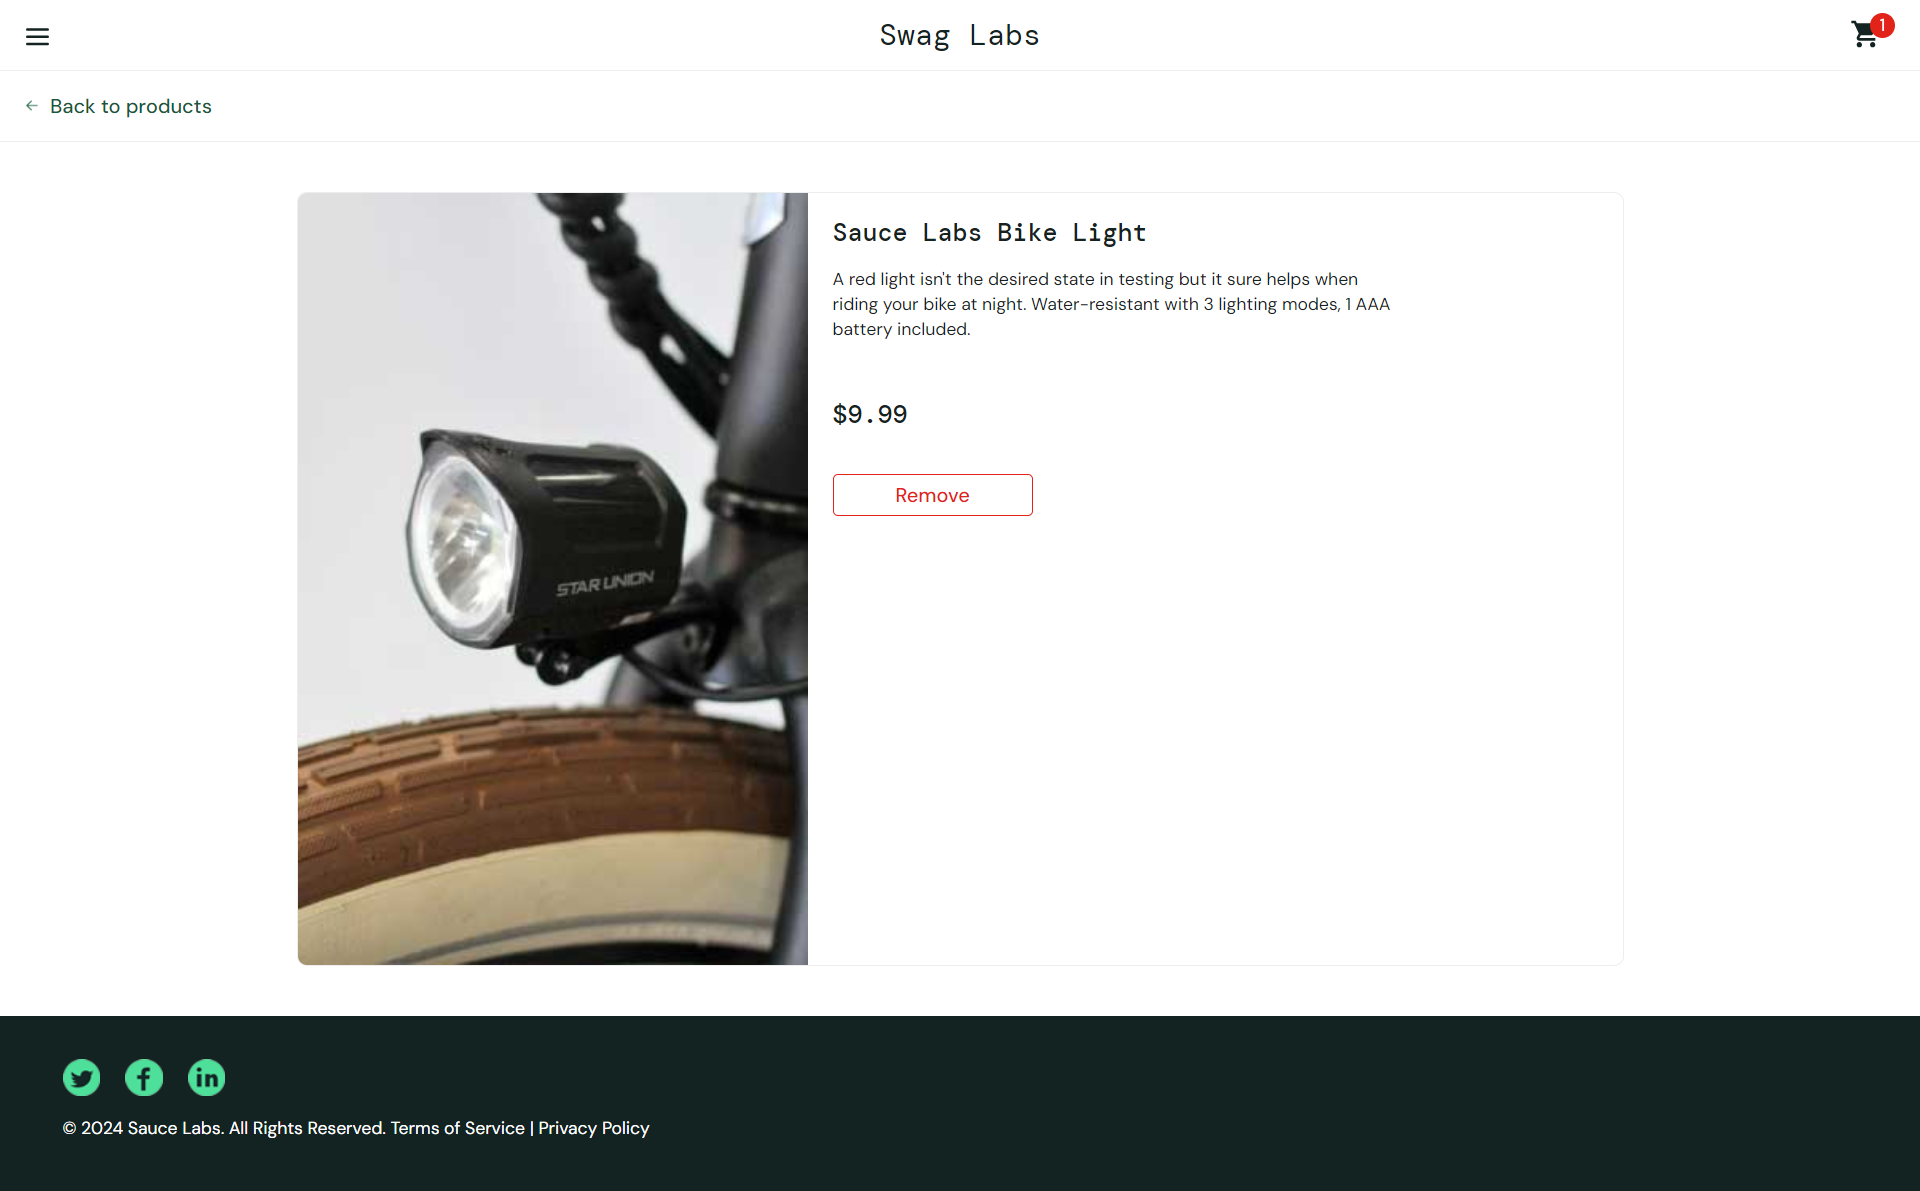 Swag Labs
1
Back to products
Sauce Labs Bike Light
A red light isn't the desired state in testing but it sure helps when
riding your bike at night. Water-resistant with 3 lighting modes, 1 AAA
battery included.
$9.99
Remove
STAR UNION
© 2024 Sauce Labs. All Rights Reserved. Terms of Service | Privacy Policy